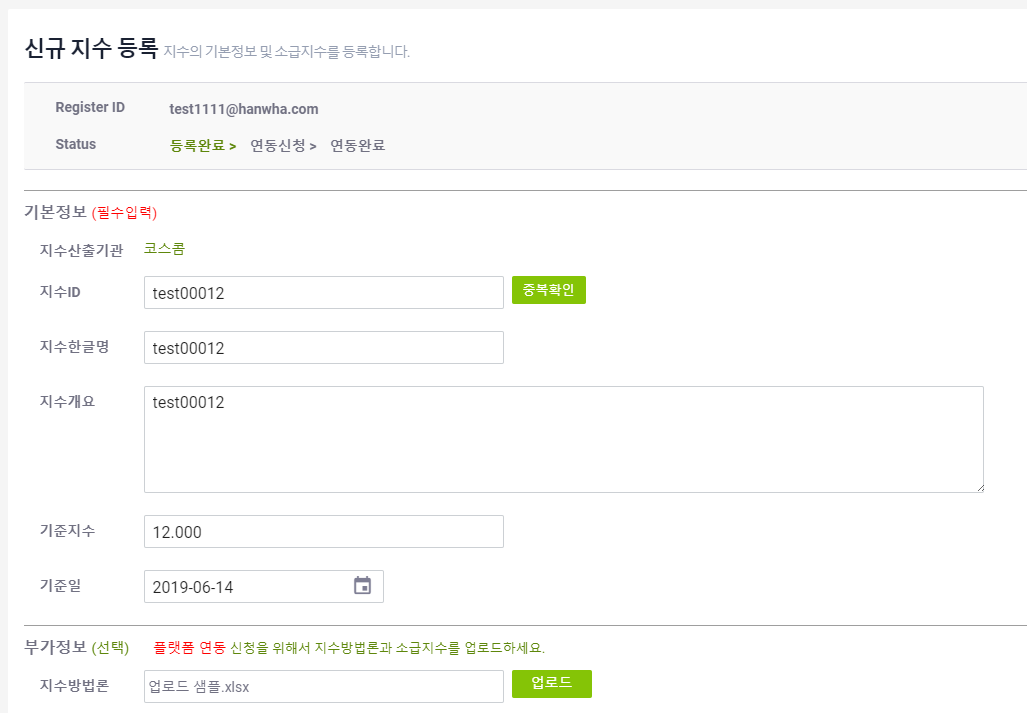 신규 지수 등록 지수의 기본정보 및 소급지수를 등록합니다.
Register ID test1111@hanwha.com
Status 등록완료 > 연동신청 > 연동완료
기본정보 (필수입력)
지수산출기관 코스콤
지수ID test00012 중복확인
지수한글명 test00012
지수개요 test00012
기준지수 12.000
기준일 2019-06-14
부가정보 (선택) 플랫폼 연동 신청을 위해서 지수방법론과 소급지수를 업로드하세요.
지수방법론 업로드 샘플.xlsx 업로드